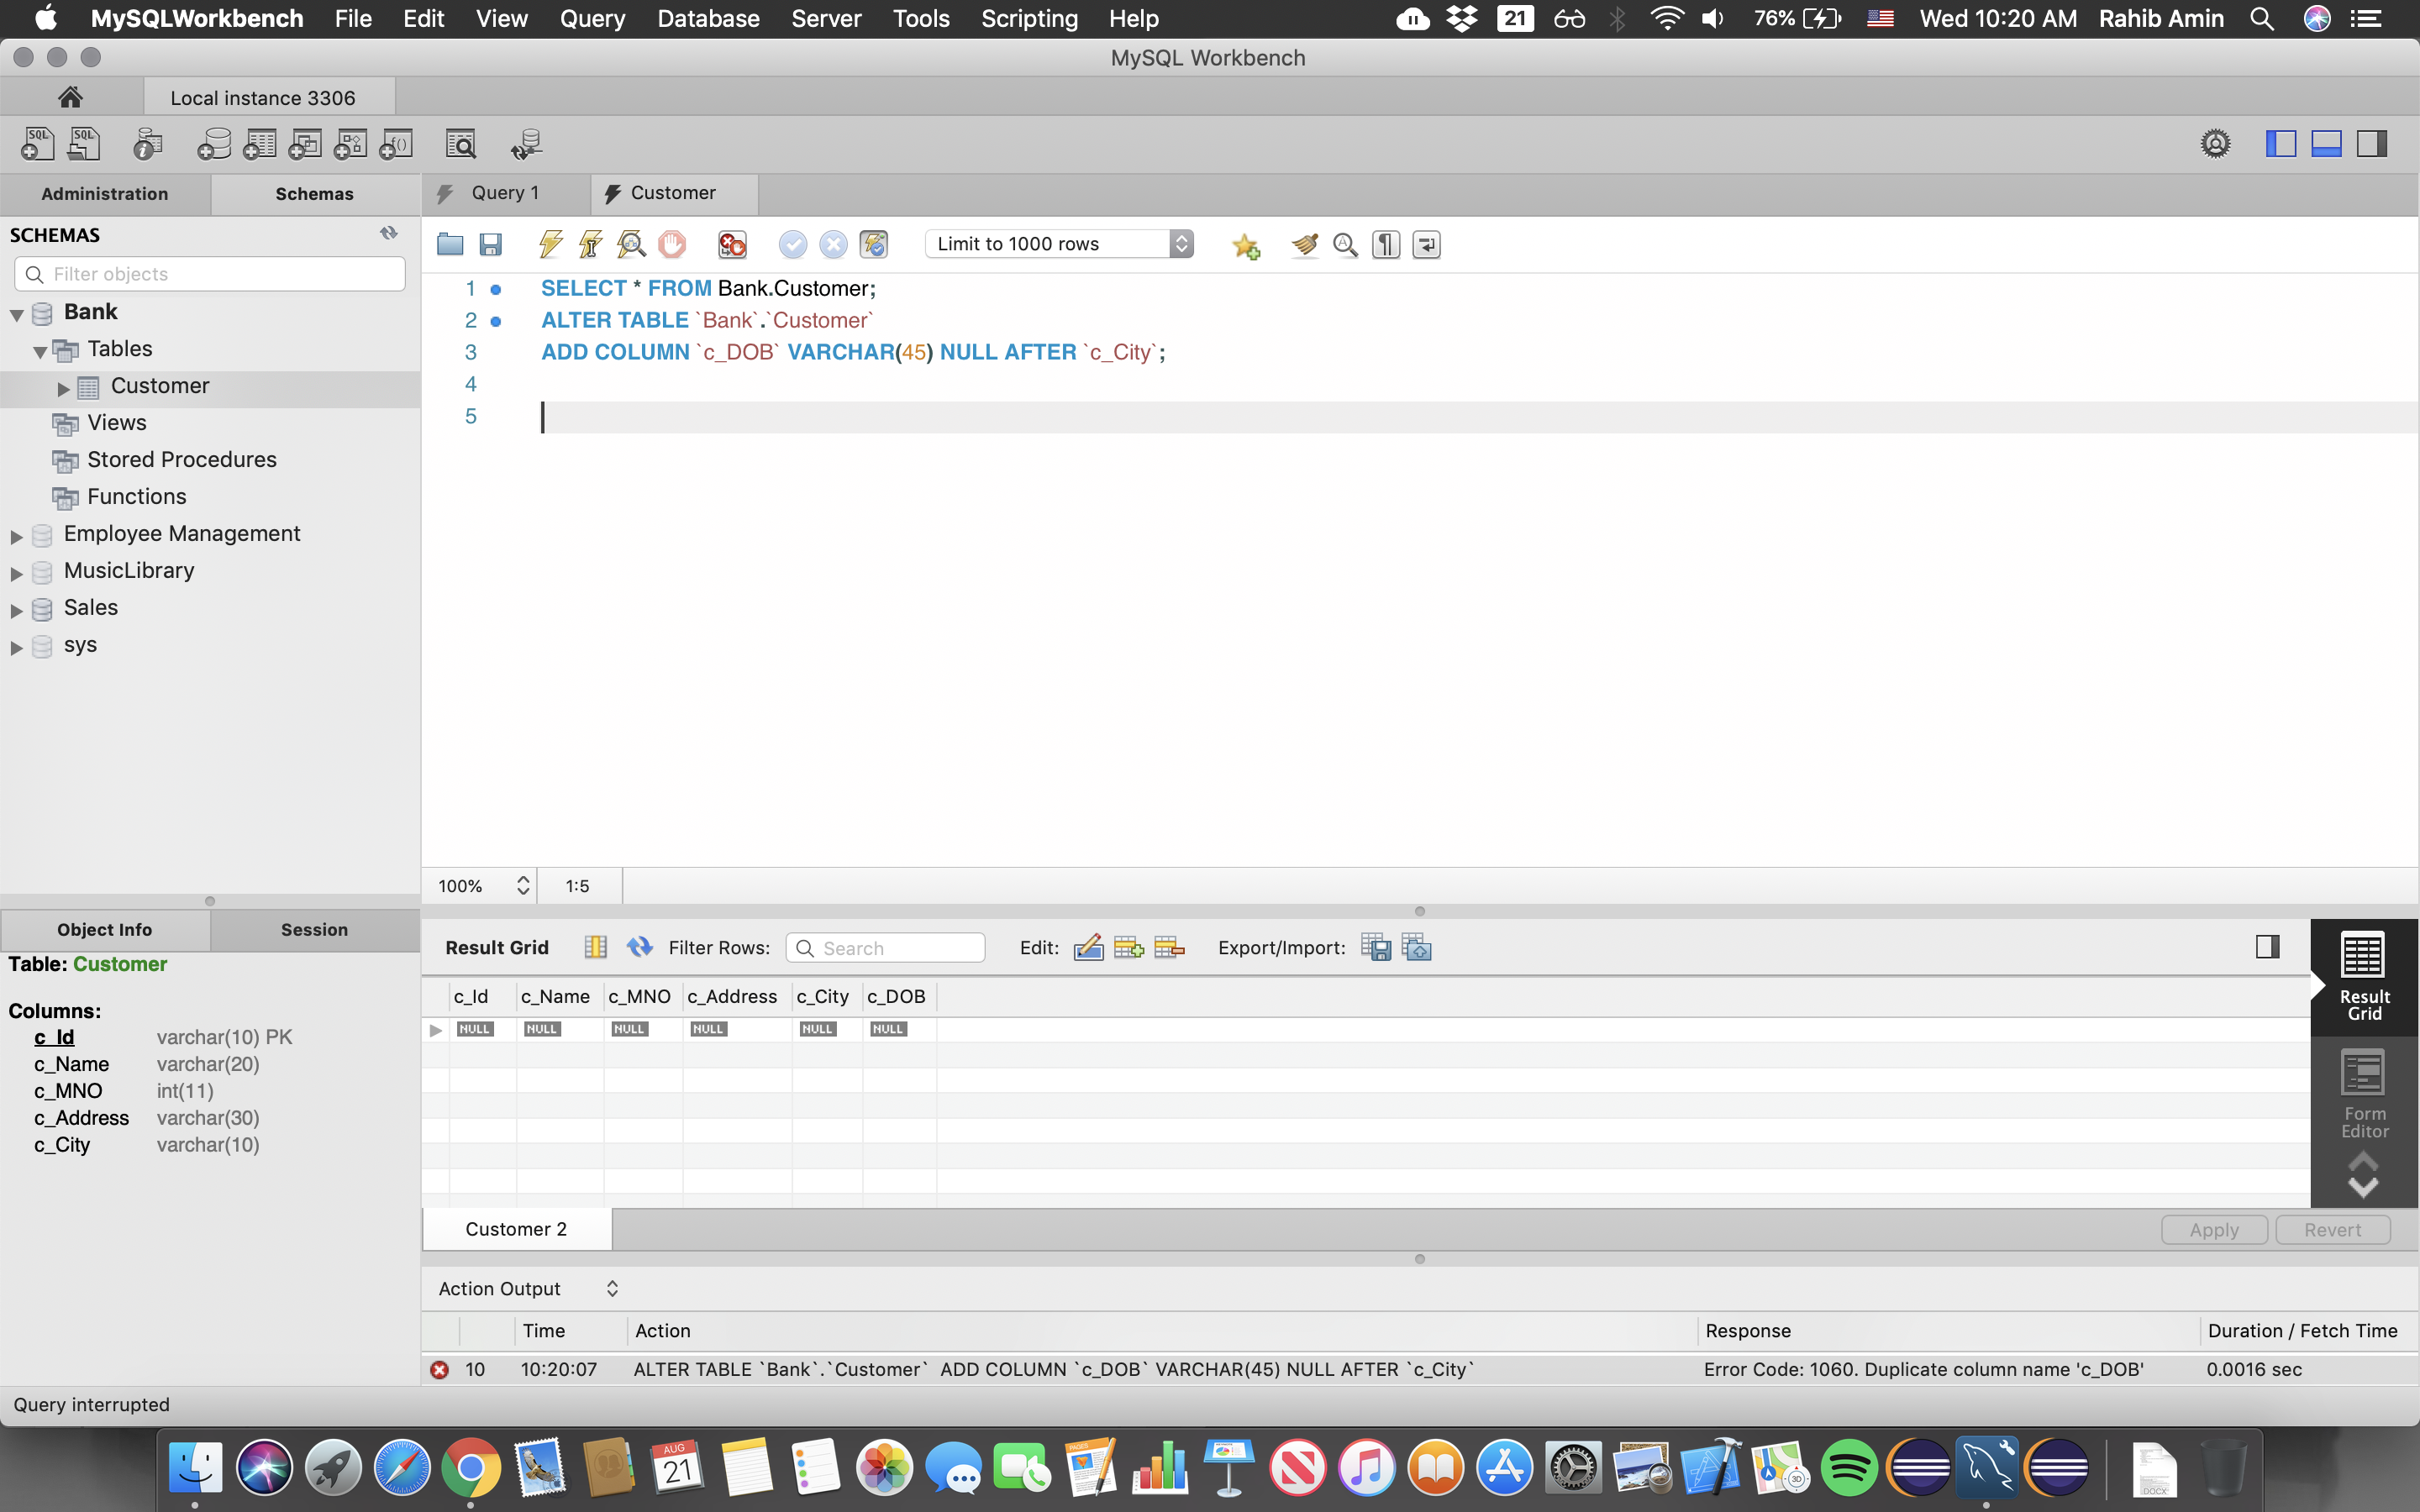 MySQLWorkbench File Edit View Query Database Server Tools Scripting Help 21 76% Wed 10:20 AM Rahib Amin
MySQL Workbench
Local instance 3306
SQL SQL
Administration Schemas Query 1 Customer
SCHEMAS
Filter objects
Limit to 1000 rows
Bank
Tables
Customer
Views
Stored Procedures
Functions
Employee Management
MusicLibrary
Sales
sys
1 SELECT * FROM Bank.Customer;
2 ALTER TABLE `Bank`.`Customer`
3 ADD COLUMN `c_DOB` VARCHAR(45) NULL AFTER `c_City`;
4
5
100% 1:5
Object Info Session
Table: Customer
Columns:
c_Id varchar(10) PK
c_Name varchar(20)
c_MNO int(11)
c_Address varchar(30)
c_City varchar(10)
Result Grid Filter Rows: Search Edit: Export/Import:
c_Id c_Name c_MNO c_Address c_City c_DOB
NULL NULL NULL NULL NULL NULL
Result
Grid
Form
Editor
Customer 2 Apply Revert
Action Output
Time Action Response Duration / Fetch Time
10 10:20:07 ALTER TABLE `Bank`.`Customer` ADD COLUMN `c_DOB` VARCHAR(45) NULL AFTER `c_City` Error Code: 1060. Duplicate column name 'c_DOB' 0.0016 sec
Query interrupted
AUG
21
PAGES
3D
DOCX